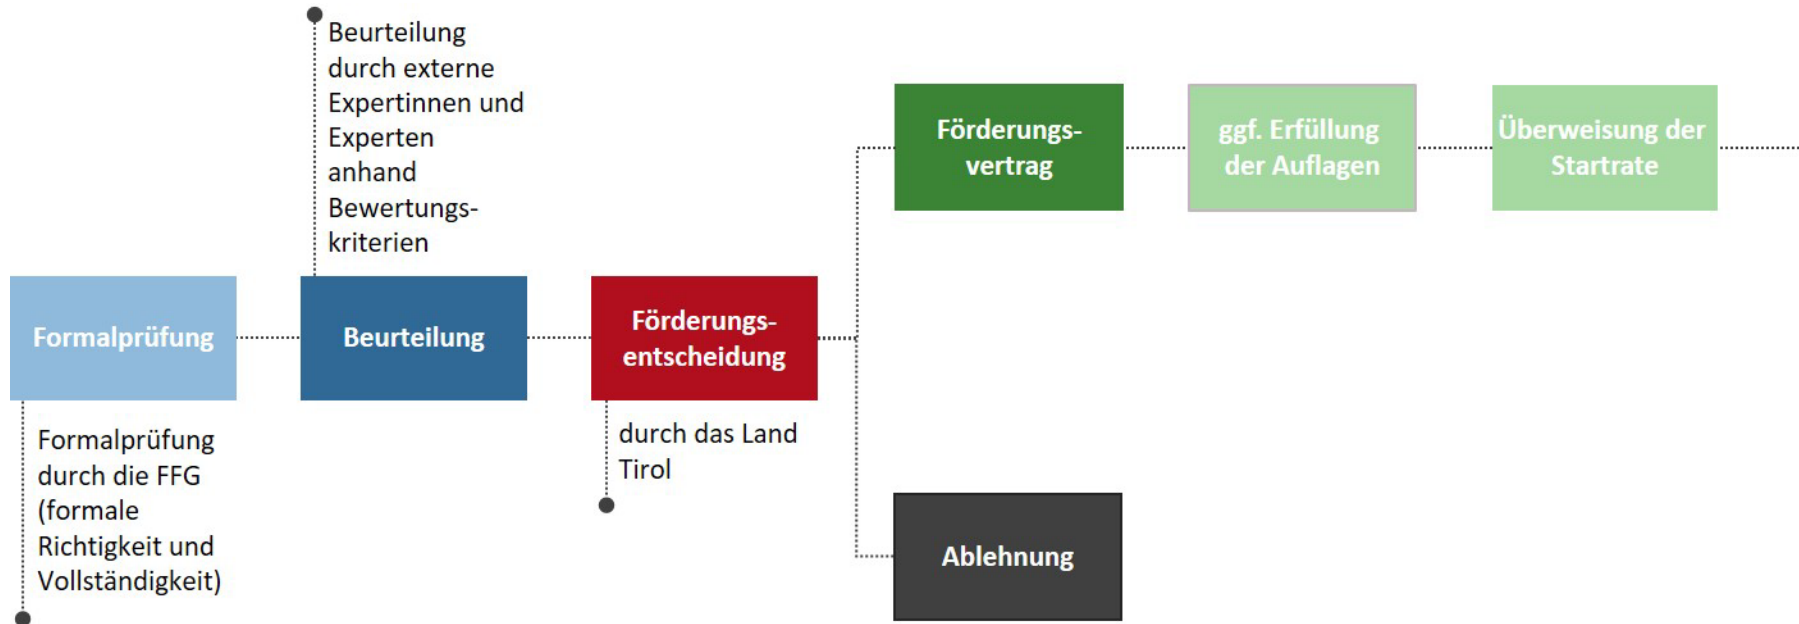 Beurteilung
durch externe
Expertinnen und
Experten
anhand
Bewertungs-
kriterien
Formalprüfung
Formalprüfung
durch die FFG
(formale
Richtigkeit und
Vollständigkeit)
Beurteilung
Förderungs-
entscheidung
durch das Land
Tirol
Förderungs-
vertrag
ggf. Erfüllung
der Auflagen
Überweisung der
Startrate
Ablehnung